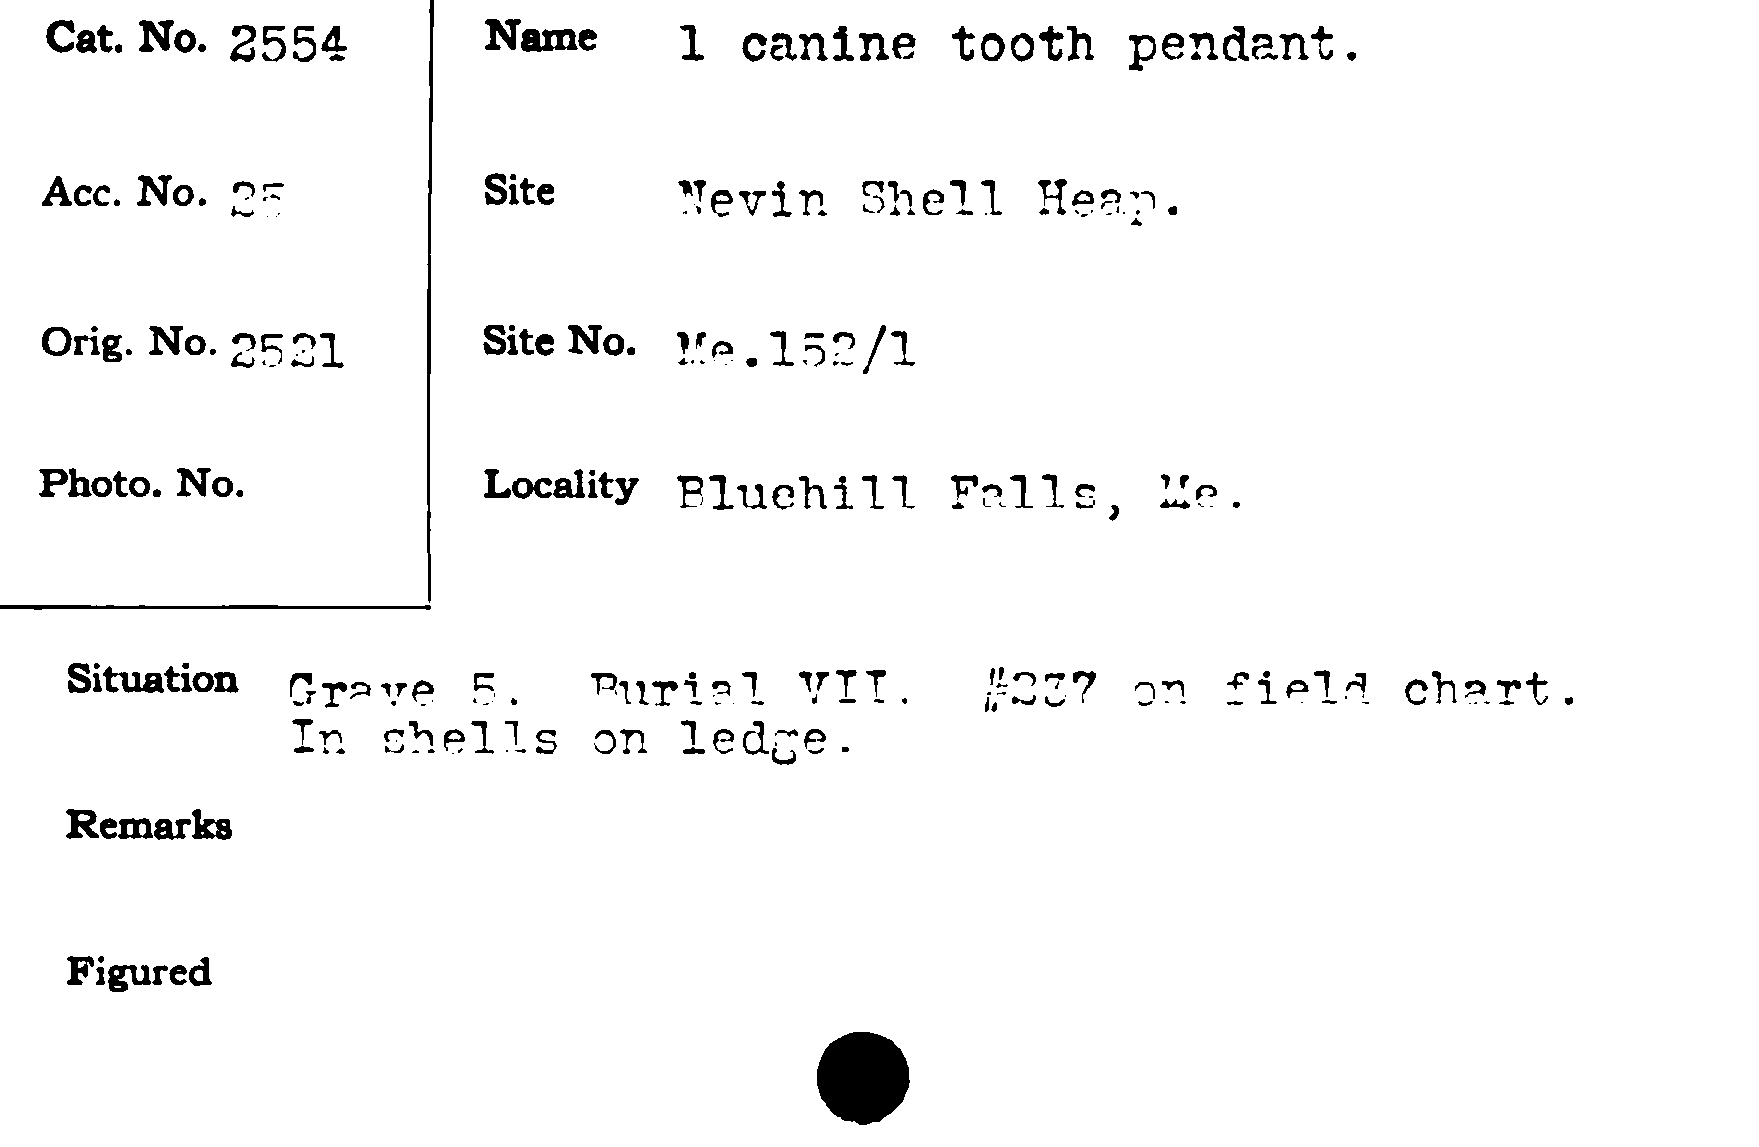 Cat. No. 2554
Name 1 canine tooth pendant.
Acc. No. 25
Site Nevin Shell Heap.
Orig. No. 2521
Site No. Me.152/1
Photo. No.
Locality Bluehill Falls, Me.
Situation Grave 5. Burial VII. #237 on field chart.
In shells on ledge.
Remarks
Figured